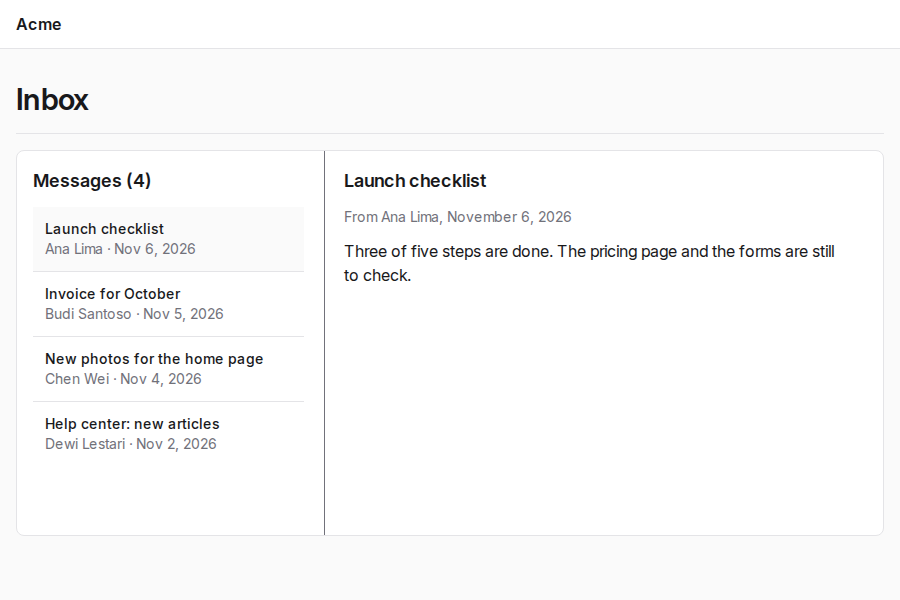 Acme
Inbox
Messages (4)
Launch checklist
Ana Lima · Nov 6, 2026
Invoice for October
Budi Santoso · Nov 5, 2026
New photos for the home page
Chen Wei · Nov 4, 2026
Help center: new articles
Dewi Lestari · Nov 2, 2026
Launch checklist
From Ana Lima, November 6, 2026
Three of five steps are done. The pricing page and the forms are still
to check.